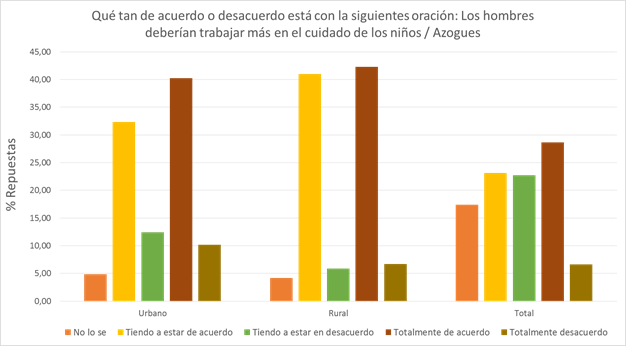 Qué tan de acuerdo o desacuerdo está con la siguientes oración: Los hombres
deberían trabajar más en el cuidado de los niños / Azogues
% Repuestas
45,00
40,00
35,00
30,00
25,00
20,00
15,00
10,00
5,00
0,00
Urbano Rural Total
No lo se Tiendo a estar de acuerdo Tiendo a estar en desacuerdo Totalmente de acuerdo Totalmente desacuerdo